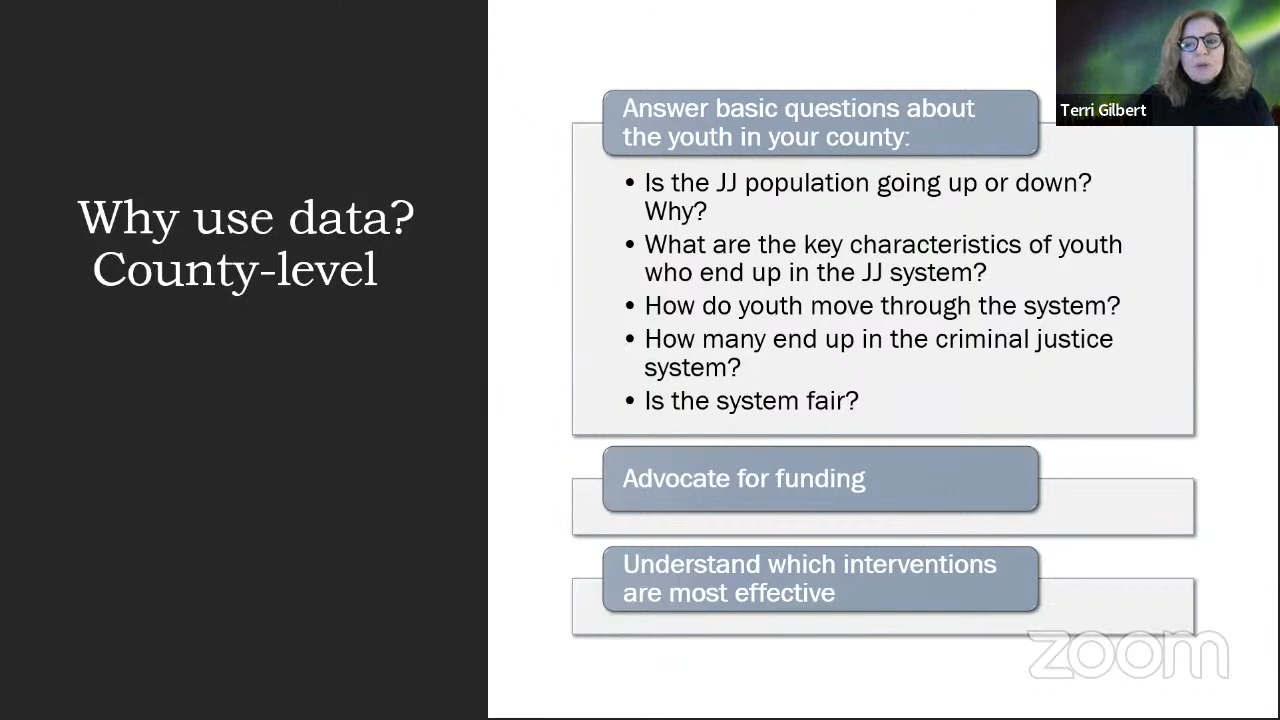 Why use data?
County-level
Answer basic questions about
the youth in your county:
• Is the JJ population going up or down?
Why?
• What are the key characteristics of youth
who end up in the JJ system?
• How do youth move through the system?
• How many end up in the criminal justice
system?
• Is the system fair?
Advocate for funding
Understand which interventions
are most effective
Terri Gilbert
zoom